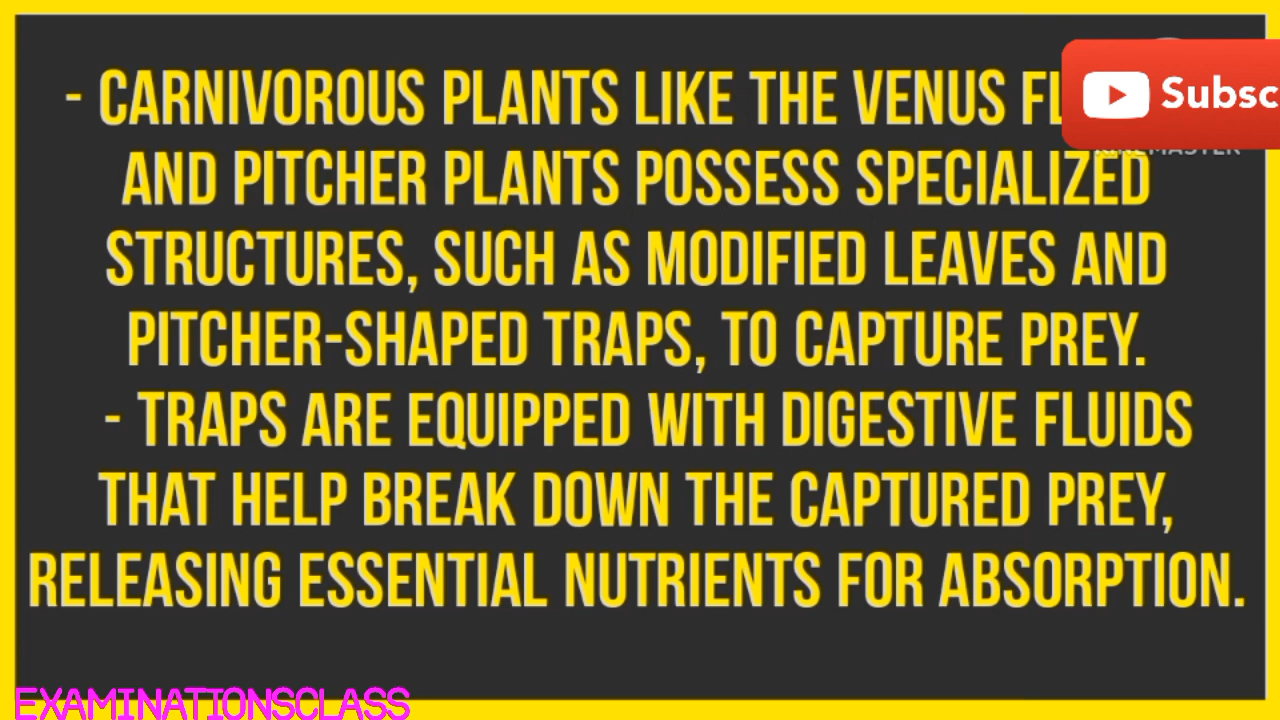 - CARNIVOROUS PLANTS LIKE THE VENUS FL
Subsc
AND PITCHER PLANTS POSSESS SPECIALIZED
STRUCTURES, SUCH AS MODIFIED LEAVES AND
PITCHER-SHAPED TRAPS, TO CAPTURE PREY.
- TRAPS ARE EQUIPPED WITH DIGESTIVE FLUIDS
THAT HELP BREAK DOWN THE CAPTURED PREY,
RELEASING ESSENTIAL NUTRIENTS FOR ABSORPTION.
EXAMINATIONSCLASS